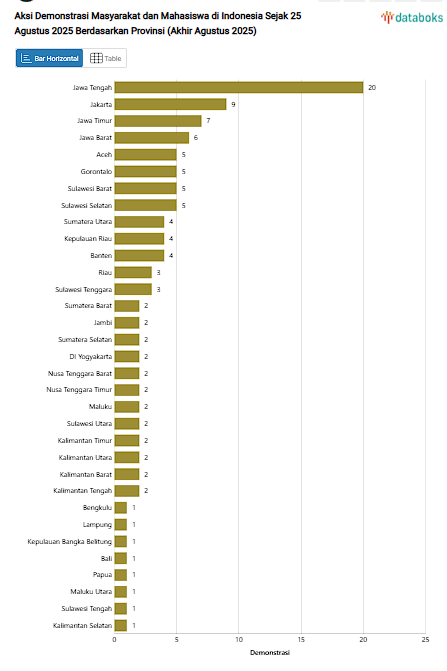 Aksi Demonstrasi Masyarakat dan Mahasiswa di Indonesia Sejak 25
Agustus 2025 Berdasarkan Provinsi (Akhir Agustus 2025)
databoks
Bar Horizontal
Table
Jawa Tengah 20
Jakarta 9
Jawa Timur 7
Jawa Barat 6
Aceh 5
Gorontalo 5
Sulawesi Barat 5
Sulawesi Selatan 5
Sumatera Utara 4
Kepulauan Riau 4
Banten 4
Riau 3
Sulawesi Tenggara 3
Sumatera Barat 2
Jambi 2
Sumatera Selatan 2
DI Yogyakarta 2
Nusa Tenggara Barat 2
Nusa Tenggara Timur 2
Maluku 2
Sulawesi Utara 2
Kalimantan Timur 2
Kalimantan Utara 2
Kalimantan Barat 2
Kalimantan Tengah 2
Bengkulu 1
Lampung 1
Kepulauan Bangka Belitung 1
Bali 1
Papua 1
Maluku Utara 1
Sulawesi Tengah 1
Kalimantan Selatan 1
0 5 10 15 20 25
Demonstrasi